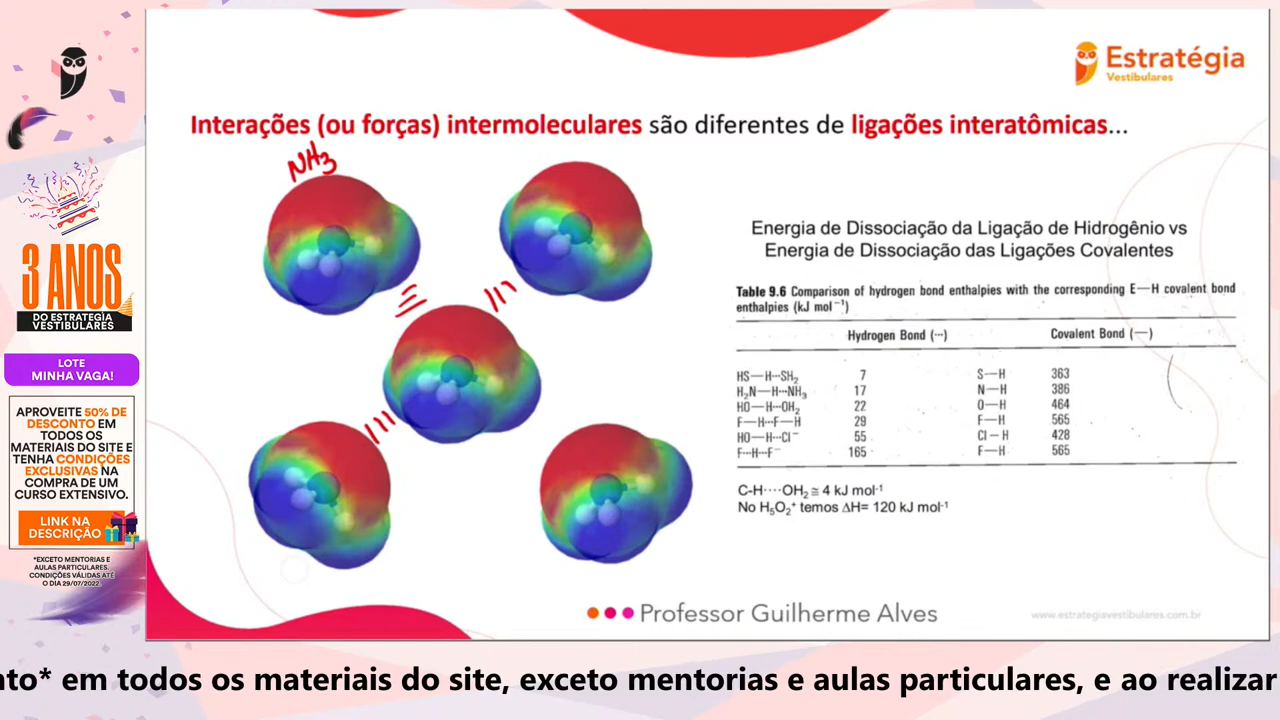 Estratégia
Vestibulares
Interações (ou forças) intermoleculares são diferentes de ligações interatômicas...
NH3
Energia de Dissociação da Ligação de Hidrogênio vs
Energia de Dissociação das Ligações Covalentes
Table 9.6 Comparison of hydrogen bond enthalpies with the corresponding E—H covalent bond
enthalpies (kJ mol⁻¹)
Hydrogen Bond (···) Covalent Bond (—)
HS—H···SH₂ 7 S—H 363
H₂N—H···NH₃ 17 N—H 386
HO—H···OH₂ 22 O—H 464
F—H···F—H 29 F—H 565
HO—H···Cl⁻ 55 Cl—H 428
F···H···F⁻ 165 F—H 565
C-H····OH₂ ≅ 4 kJ mol⁻¹
No H₅O₂⁺ temos ΔH= 120 kJ mol⁻¹
Professor Guilherme Alves
www.estrategiavestibulares.com.br
3 ANOS
DO ESTRATEGIA
VESTIBULARES
LOTE
MINHA VAGA!
APROVEITE 50% DE
DESCONTO EM
TODOS OS
MATERIAIS DO SITE E
TENHA CONDIÇÕES
EXCLUSIVAS NA
COMPRA DE UM
CURSO EXTENSIVO.
LINK NA
DESCRIÇÃO
*EXCETO MENTORIAS E
AULAS PARTICULARES.
CONDIÇÕES VÁLIDAS ATÉ
O DIA 29/07/2022.
nto* em todos os materiais do site, exceto mentorias e aulas particulares, e ao realizar